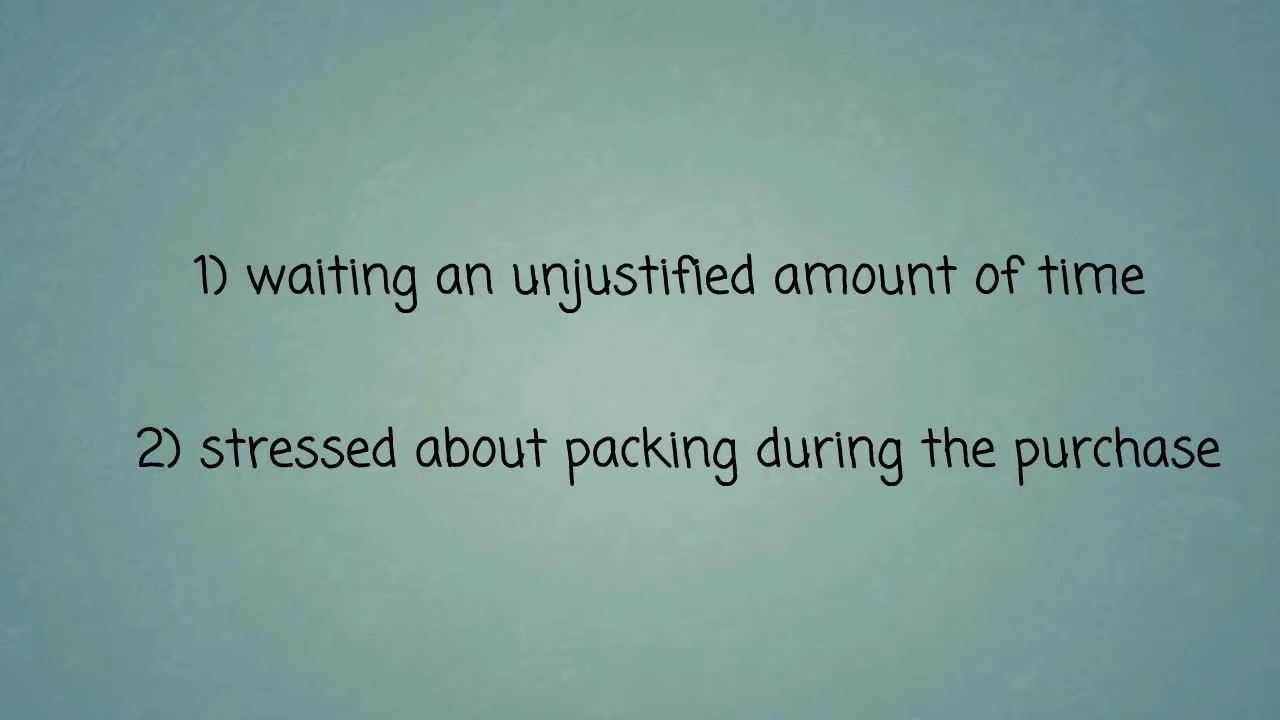 1) waiting an unjustified amount of time
2) stressed about packing during the purchase